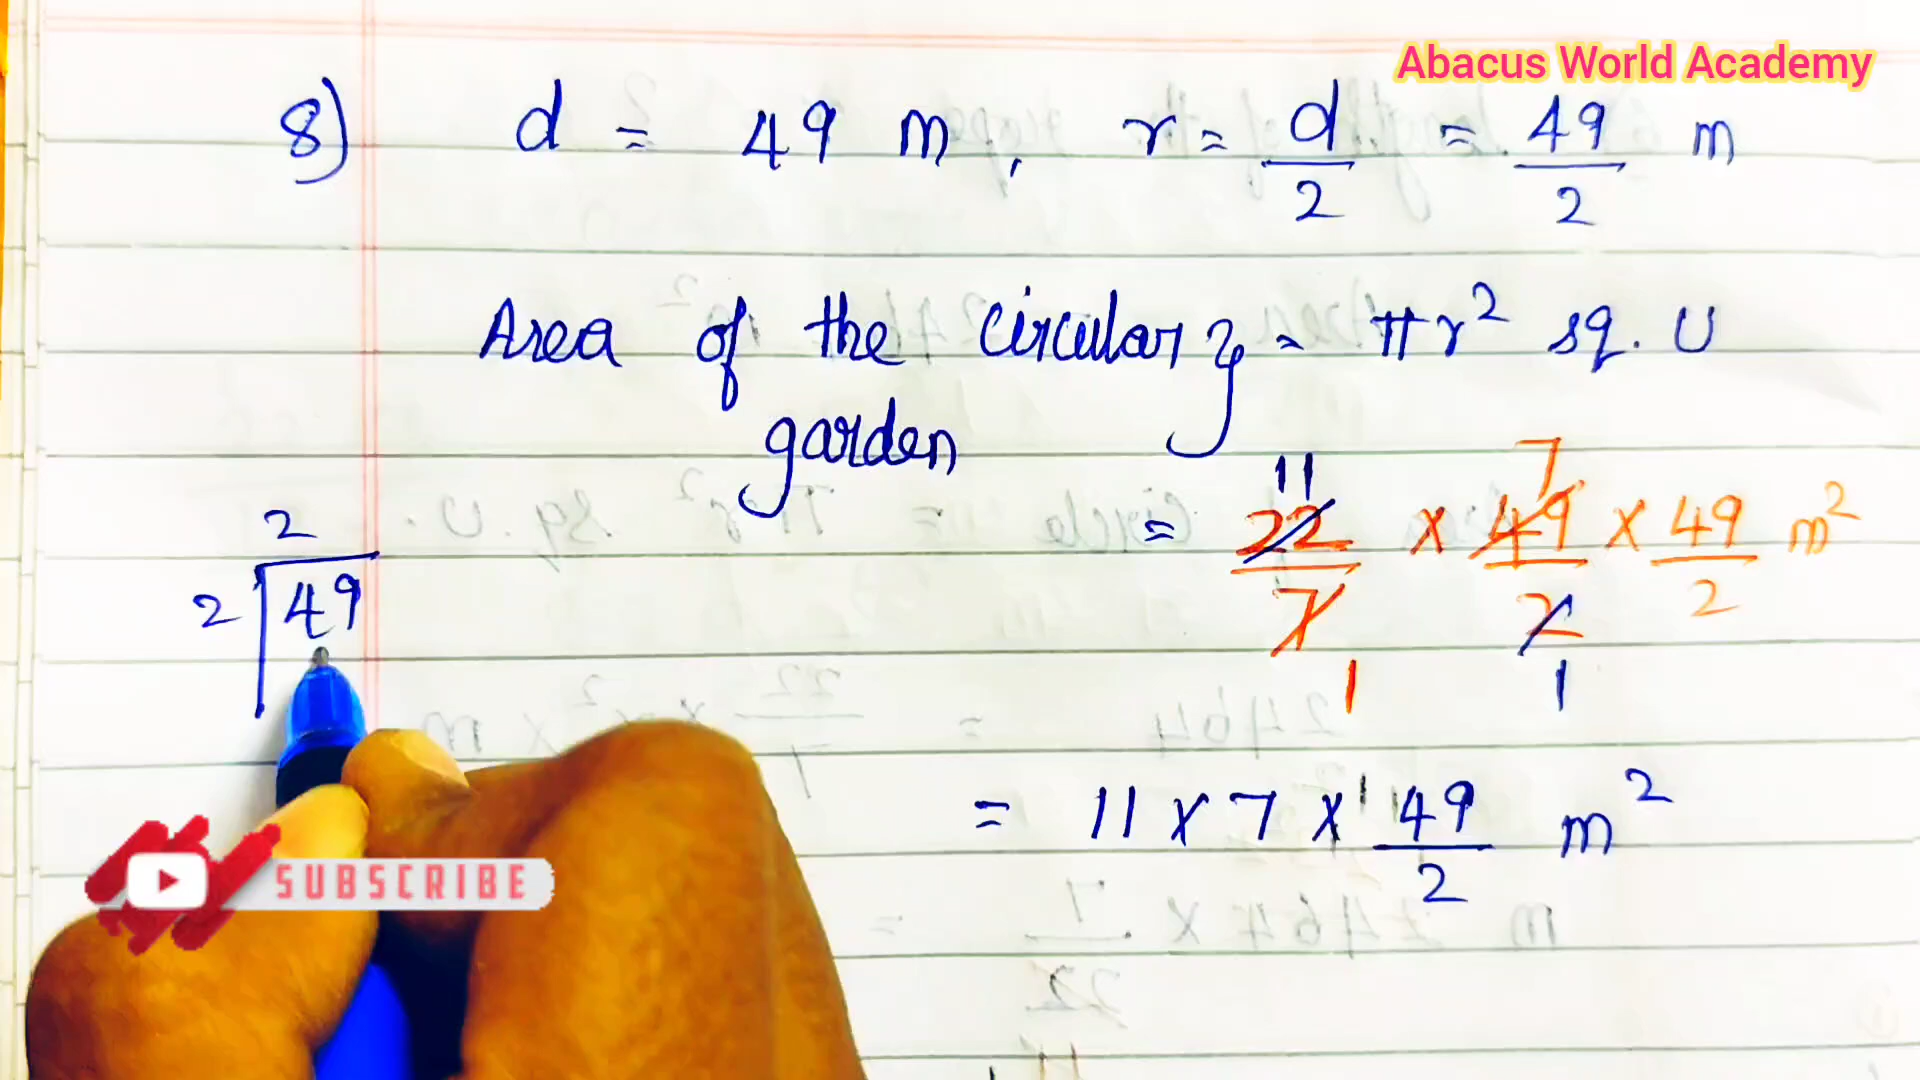 Abacus World Academy
8) d = 49 m, r = d/2 = 49/2 m
Area of the circular } = πr² sq. U
garden
= 22/7 × 49/2 × 49/2 m²
11 7
1 1
2
2 49
= 11 × 7 × 49/2 m²
SUBSCRIBE